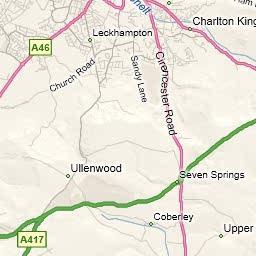 Charlton King
Leckhampton
A46
Church Road
Sandy Lane
Cirencester Road
Ullenwood
Seven Springs
Coberley
Upper
A417